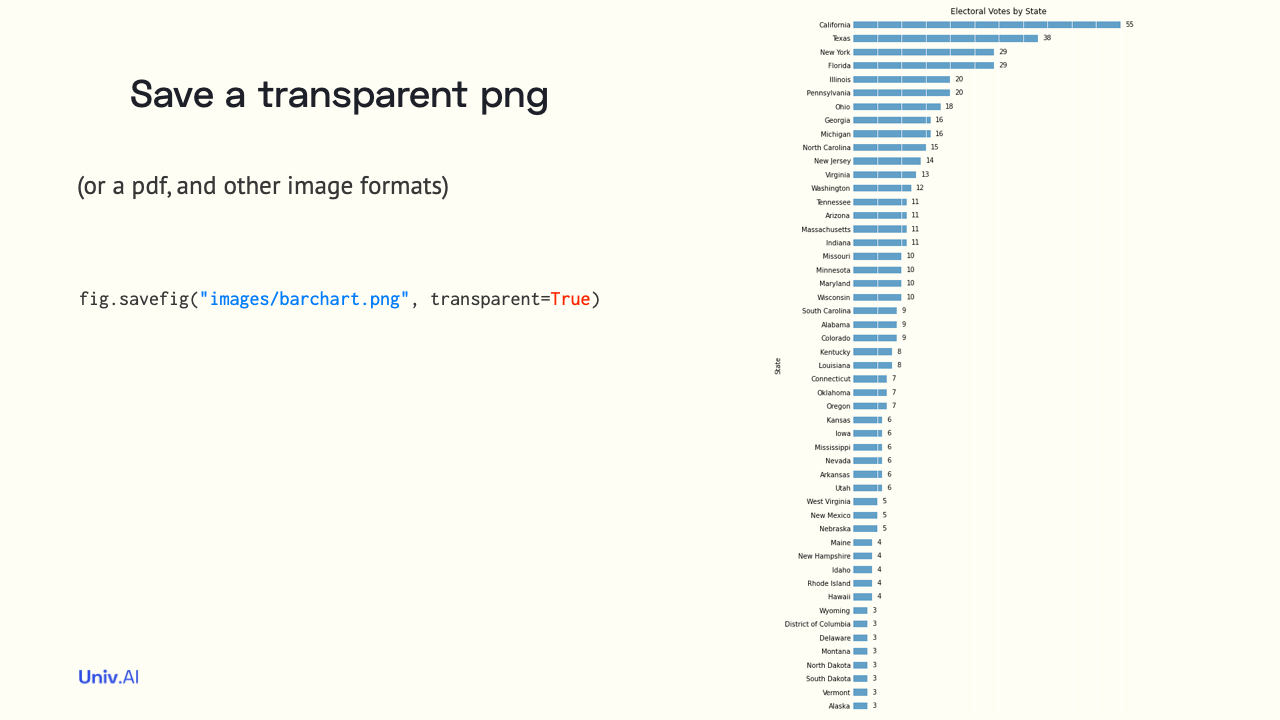 Save a transparent png
(or a pdf, and other image formats)
fig.savefig("images/barchart.png", transparent=True)
Univ.AI
Electoral Votes by State
State
California 55
Texas 38
New York 29
Florida 29
Illinois 20
Pennsylvania 20
Ohio 18
Georgia 16
Michigan 16
North Carolina 15
New Jersey 14
Virginia 13
Washington 12
Tennessee 11
Arizona 11
Massachusetts 11
Indiana 11
Missouri 10
Minnesota 10
Maryland 10
Wisconsin 10
South Carolina 9
Alabama 9
Colorado 9
Kentucky 8
Louisiana 8
Connecticut 7
Oklahoma 7
Oregon 7
Kansas 6
Iowa 6
Mississippi 6
Nevada 6
Arkansas 6
Utah 6
West Virginia 5
New Mexico 5
Nebraska 5
Maine 4
New Hampshire 4
Idaho 4
Rhode Island 4
Hawaii 4
Wyoming 3
District of Columbia 3
Delaware 3
Montana 3
North Dakota 3
South Dakota 3
Vermont 3
Alaska 3